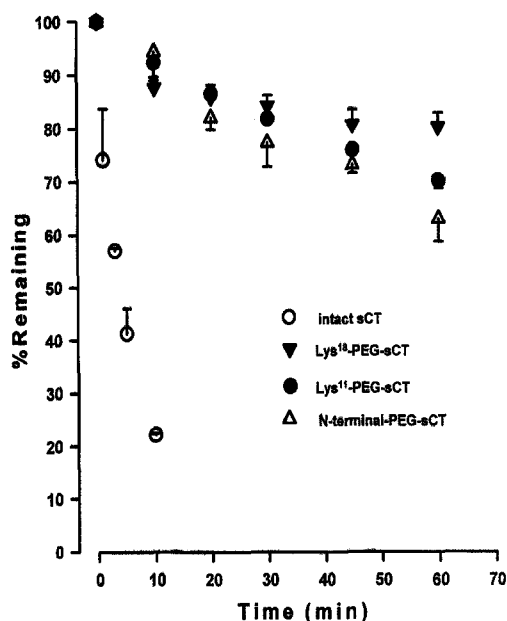 %Remaining
100
90
80
70
60
50
40
30
20
10
0
intact sCT
Lys¹⁸-PEG-sCT
Lys¹¹-PEG-sCT
N-terminal-PEG-sCT
0 10 20 30 40 50 60 70
Time (min)